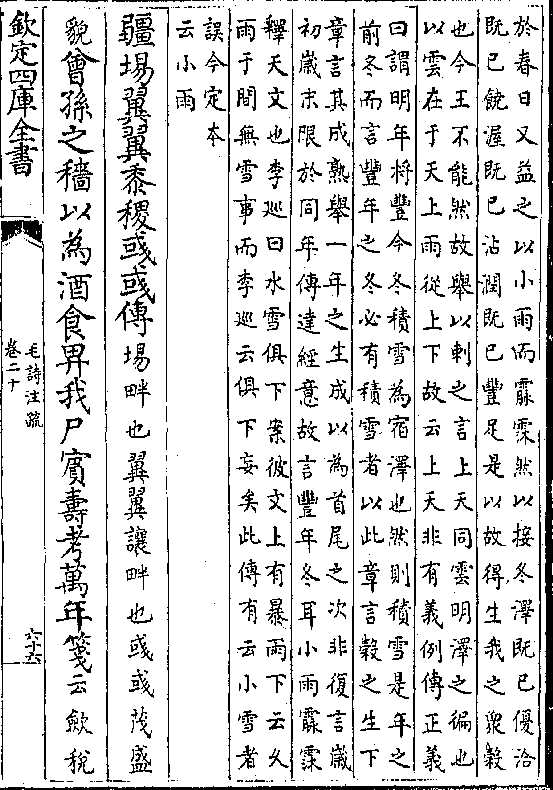 於春日又益之以小雨而霢霂然以接冬澤既已優洽
既已饒渥既已沾潤既已豐足是以故得生我之衆穀
也今王不能然故舉以刺之言上天同雲明澤之徧也
以雲在于天上雨從上下故云上天非有義例傳正義
曰謂明年將豐今冬積雪為宿澤也然則積雪是年之
前冬而言豐年之冬必有積雪者以此章言穀之生下
章言其成熟舉一年之生成以為首尾之次非復言歲
初歲末限於同年傳達經意故言豐年冬耳小雨霢霂
釋天文也李廵曰水雪俱下案彼文上有暴雨下云久
雨于間無雪事而李廵云俱下妄矣此傳有云小雪者
誤今定本
云小雨
疆埸翼翼黍稷彧彧傳埸畔也翼翼讓畔也彧彧茂盛
貌曾孫之穡以為酒食畀我尸賓壽考萬年箋云斂稅
欽定四庫全書
毛詩注疏
卷二十
六十六